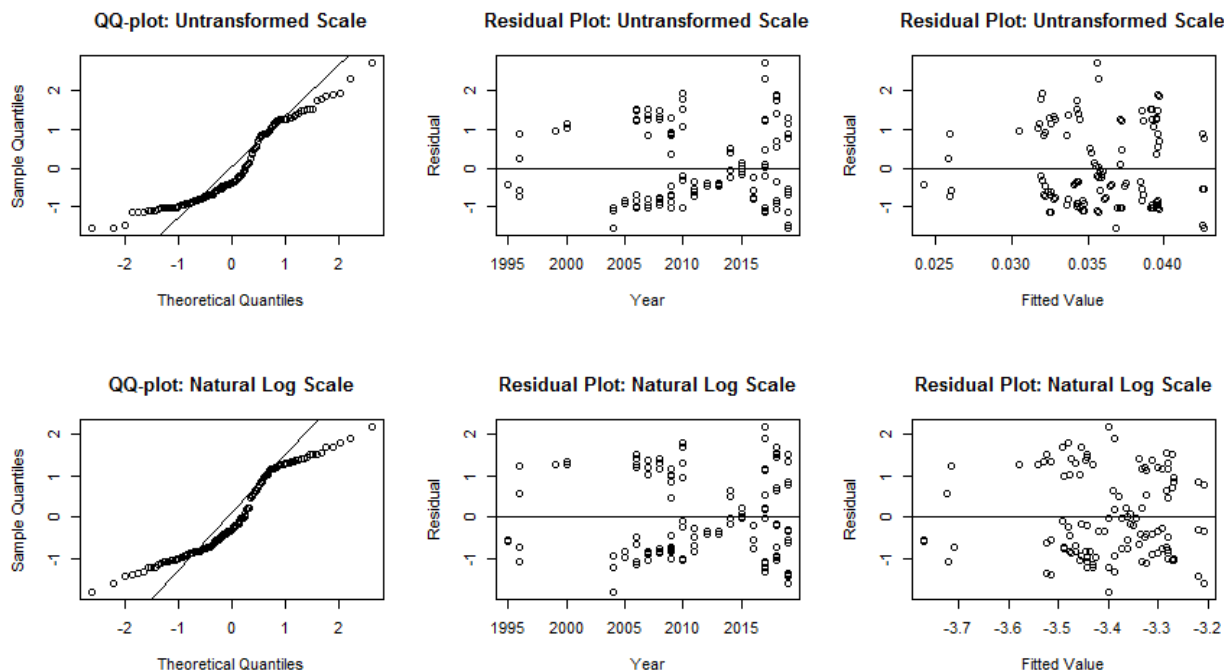 QQ-plot: Untransformed Scale
Sample Quantiles
2
1
0
-1
-2 -1 0 1 2
Theoretical Quantiles
Residual Plot: Untransformed Scale
Residual
2
1
0
-1
1995 2000 2005 2010 2015
Year
Residual Plot: Untransformed Scale
Residual
2
1
0
-1
0.025 0.030 0.035 0.040
Fitted Value
QQ-plot: Natural Log Scale
Sample Quantiles
2
1
0
-1
-2 -1 0 1 2
Theoretical Quantiles
Residual Plot: Natural Log Scale
Residual
2
1
0
-1
1995 2000 2005 2010 2015
Year
Residual Plot: Natural Log Scale
Residual
2
1
0
-1
-3.7 -3.6 -3.5 -3.4 -3.3 -3.2
Fitted Value